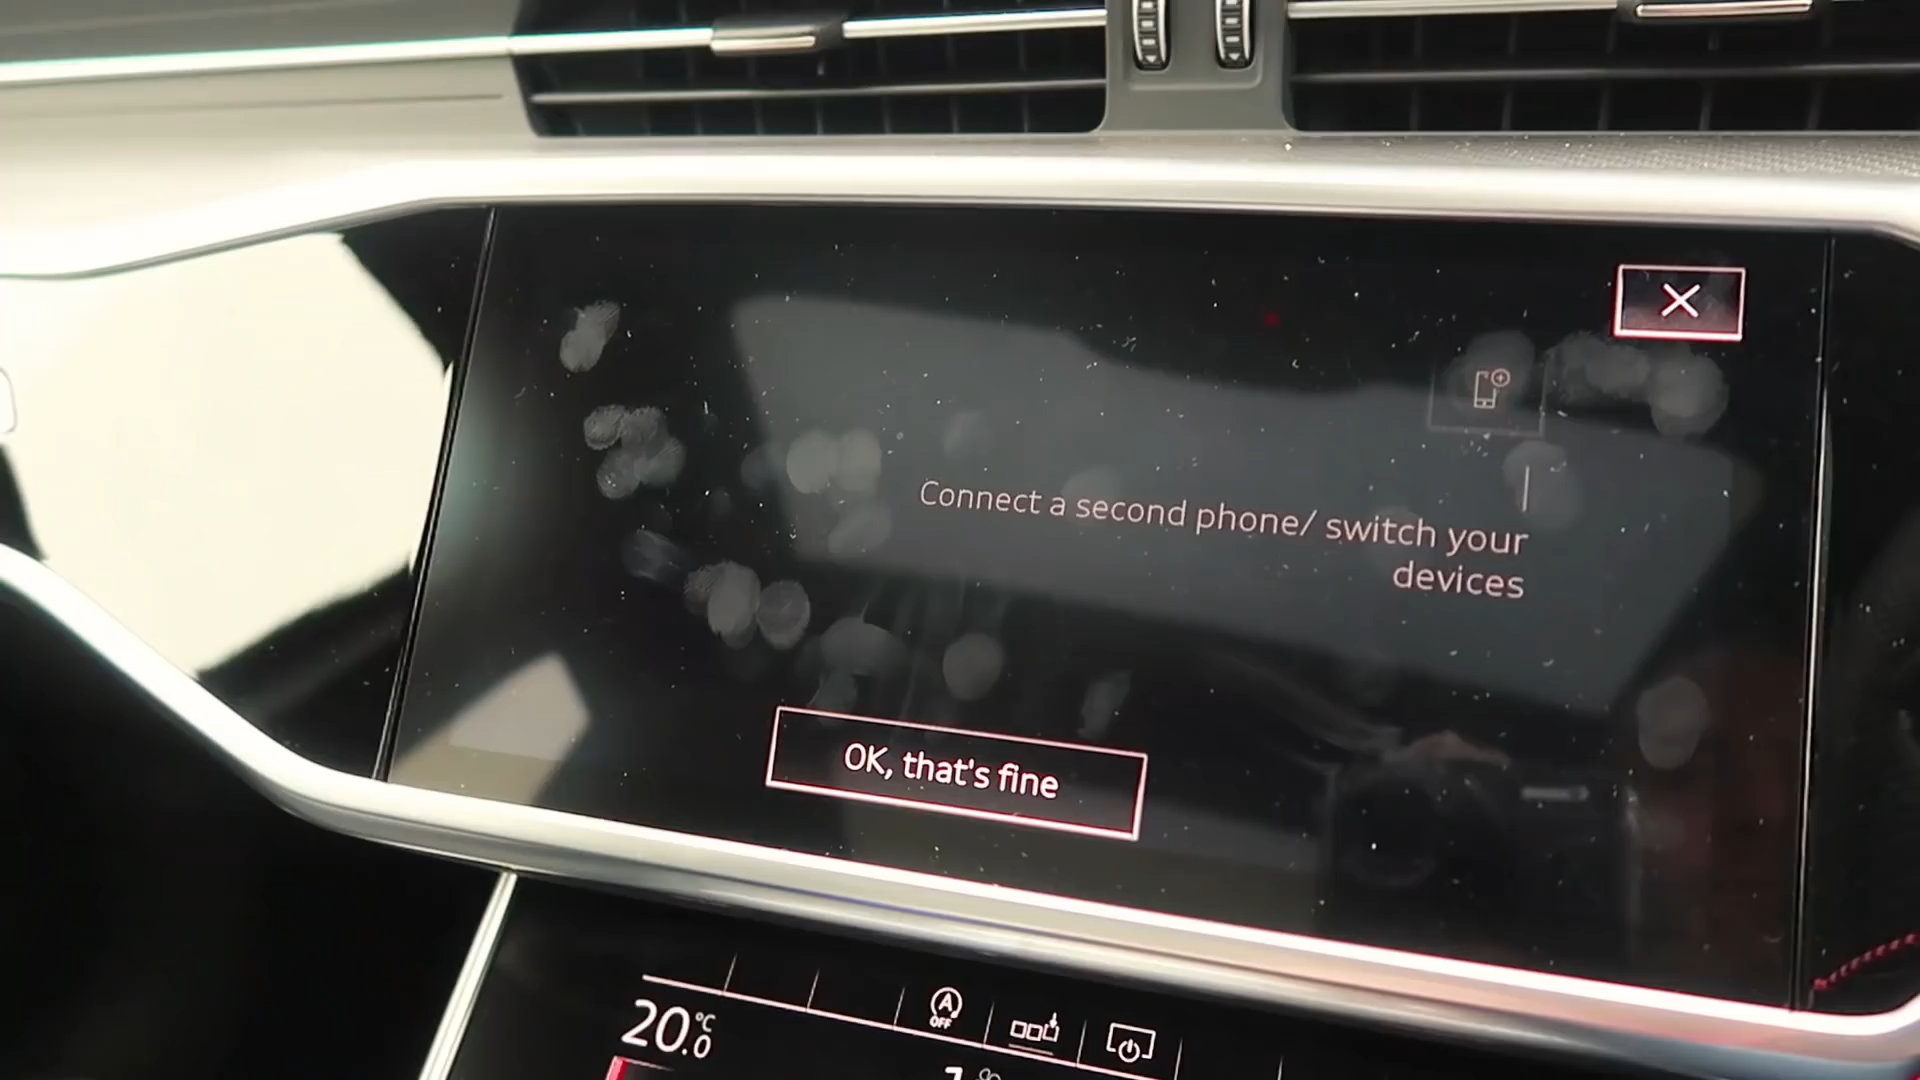 Connect a second phone/ switch your
devices
OK, that's fine
A
OFF
20.0 °C